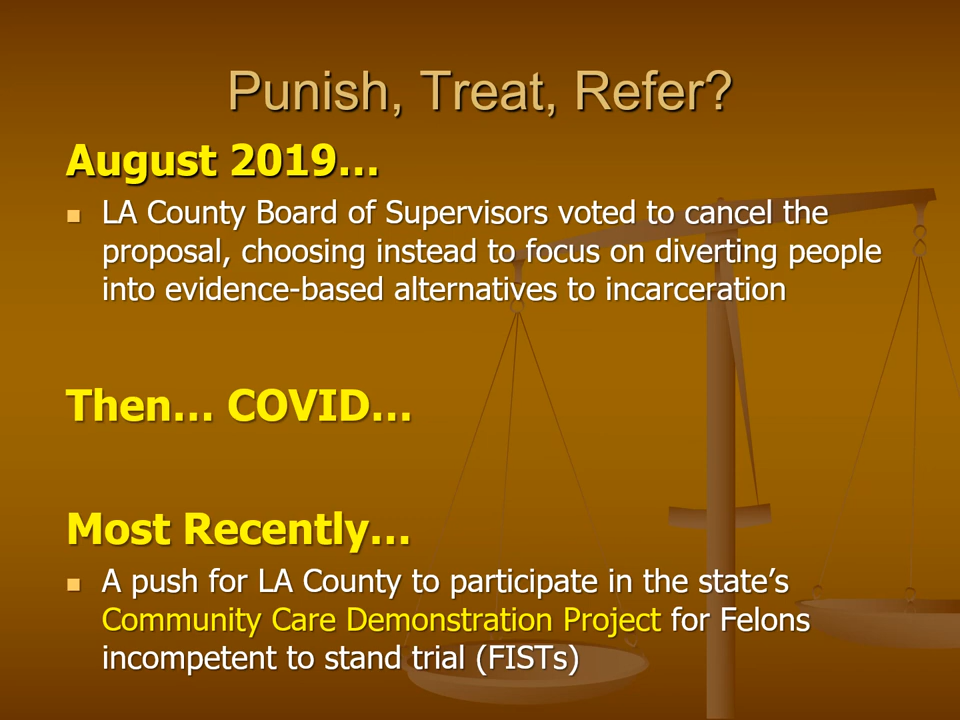 Punish, Treat, Refer?
August 2019…
LA County Board of Supervisors voted to cancel the
proposal, choosing instead to focus on diverting people
into evidence-based alternatives to incarceration
Then… COVID…
Most Recently…
A push for LA County to participate in the state’s
Community Care Demonstration Project for Felons
incompetent to stand trial (FISTs)